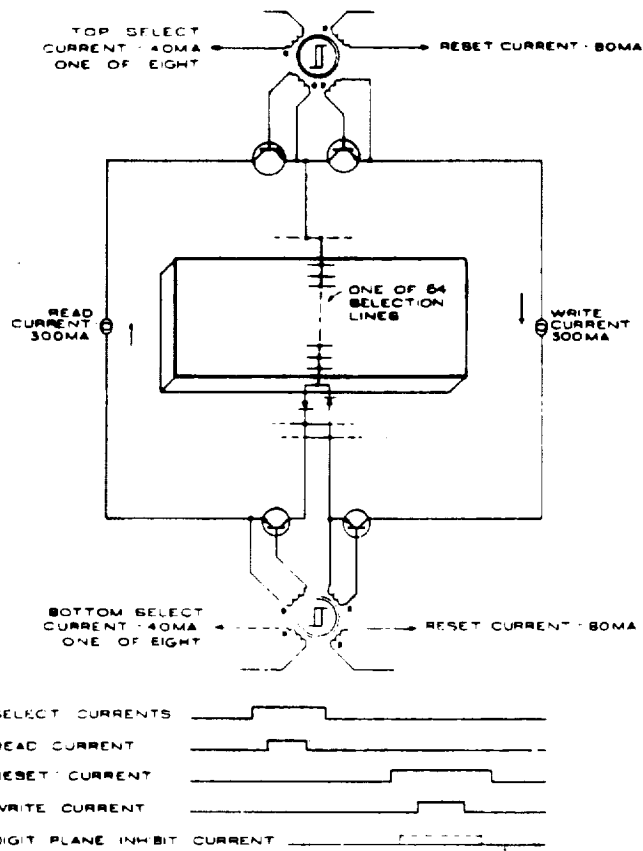 TOP SELECT
CURRENT - 40MA
ONE OF EIGHT
RESET CURRENT - 80MA
ONE OF 64
SELECTION
LINES
READ
CURRENT
300MA
WRITE
CURRENT
300MA
BOTTOM SELECT
CURRENT - 40MA
ONE OF EIGHT
RESET CURRENT - 80MA
SELECT CURRENTS
READ CURRENT
RESET CURRENT
WRITE CURRENT
DIGIT PLANE INHIBIT CURRENT